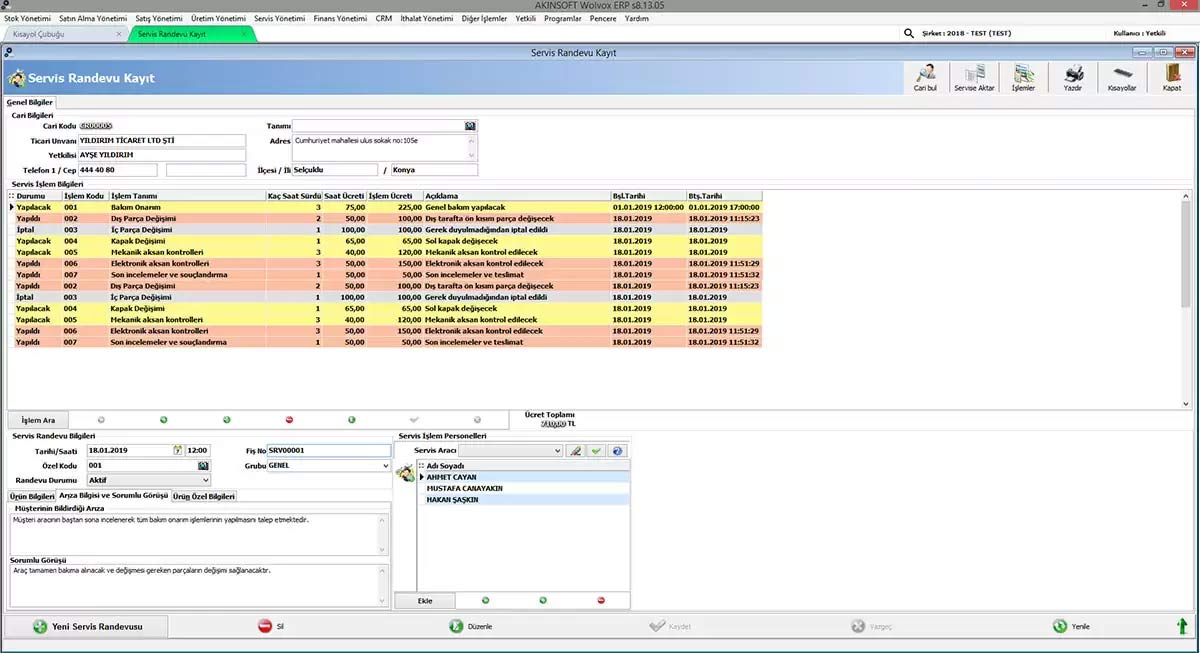 AKINSOFT Wolvox ERP s8.13.05
Stok Yönetimi Satın Alma Yönetimi Satış Yönetimi Üretim Yönetimi Servis Yönetimi Finans Yönetimi CRM İthalat Yönetimi Diğer İşlemler Yetkili Programlar Pencere Yardım
Kısayol Çubuğu × Servis Randevu Kayıt × Şirket : 2018 - TEST (TEST) Kullanıcı : Yetkili
Servis Randevu Kayıt
Servis Randevu Kayıt
Cari bul Servise Aktar İşlemler Yazdır Kısayollar Kapat
Genel Bilgiler
Cari Bilgileri
Cari Kodu CR00005 Tanımı
Ticari Unvanı YILDIRIM TİCARET LTD ŞTİ Adres Cumhuriyet mahallesi ulus sokak no:105e
Yetkilisi AYŞE YILDIRIM
Telefon 1 / Cep 444 40 80 İlçesi / İli Selçuklu / Konya
Servis İşlem Bilgileri
Durumu İşlem Kodu İşlem Tanımı Kaç Saat Sürdü Saat Ücreti İşlem Ücreti Açıklama Bşl.Tarihi Btş.Tarihi
Yapılacak 001 Bakım Onarım 3 75,00 225,00 Genel bakım yapılacak 01.01.2019 12:00:00 01.01.2019 17:00:00
Yapıldı 002 Dış Parça Değişimi 2 50,00 100,00 Dış tarafta ön kısım parça değişecek 18.01.2019 18.01.2019 11:15:23
İptal 003 İç Parça Değişimi 1 100,00 100,00 Gerek duyulmadığından iptal edildi 18.01.2019 18.01.2019
Yapılacak 004 Kapak Değişimi 1 65,00 65,00 Sol kapak değişecek 18.01.2019 18.01.2019
Yapılacak 005 Mekanik aksan kontrolleri 3 40,00 120,00 Mekanik aksan kontrol edilecek 18.01.2019 18.01.2019
Yapıldı 006 Elektronik aksan kontrolleri 3 50,00 150,00 Elektronik aksan kontrol edilecek 18.01.2019 18.01.2019 11:51:29
Yapıldı 007 Son incelemeler ve souçlandırma 1 50,00 50,00 Son incelemeler ve teslimat 18.01.2019 18.01.2019 11:51:32
Yapıldı 002 Dış Parça Değişimi 2 50,00 100,00 Dış tarafta ön kısım parça değişecek 18.01.2019 18.01.2019 11:15:23
İptal 003 İç Parça Değişimi 1 100,00 100,00 Gerek duyulmadığından iptal edildi 18.01.2019 18.01.2019
Yapılacak 004 Kapak Değişimi 1 65,00 65,00 Sol kapak değişecek 18.01.2019 18.01.2019
Yapılacak 005 Mekanik aksan kontrolleri 3 40,00 120,00 Mekanik aksan kontrol edilecek 18.01.2019 18.01.2019
Yapıldı 006 Elektronik aksan kontrolleri 3 50,00 150,00 Elektronik aksan kontrol edilecek 18.01.2019 18.01.2019 11:51:29
Yapıldı 007 Son incelemeler ve souçlandırma 1 50,00 50,00 Son incelemeler ve teslimat 18.01.2019 18.01.2019 11:51:32
İşlem Ara Ücret Toplamı
710,00 TL
Servis Randevu Bilgileri
Tarihi/Saati 18.01.2019 12:00 Fiş No SRV00001
Özel Kodu 001 Grubu GENEL
Randevu Durumu Aktif
Ürün Bilgileri Arıza Bilgisi ve Sorumlu Görüşü Ürün Özel Bilgileri
Müşterinin Bildirdiği Arıza
Müşteri aracının baştan sona incelenerek tüm bakım onarım işlemlerinin yapılmasını talep etmektedir.
Sorumlu Görüşü
Araç tamamen bakıma alınacak ve değişmesi gereken parçaların değişimi sağlanacaktır.
Servis İşlem Personelleri
Servis Aracı
Adı Soyadı
AHMET CAYAN
MUSTAFA CANAYAKIN
HAKAN ŞAŞKIN
Ekle
Yeni Servis Randevusu Sil Düzenle Kaydet Vazgeç Yenile